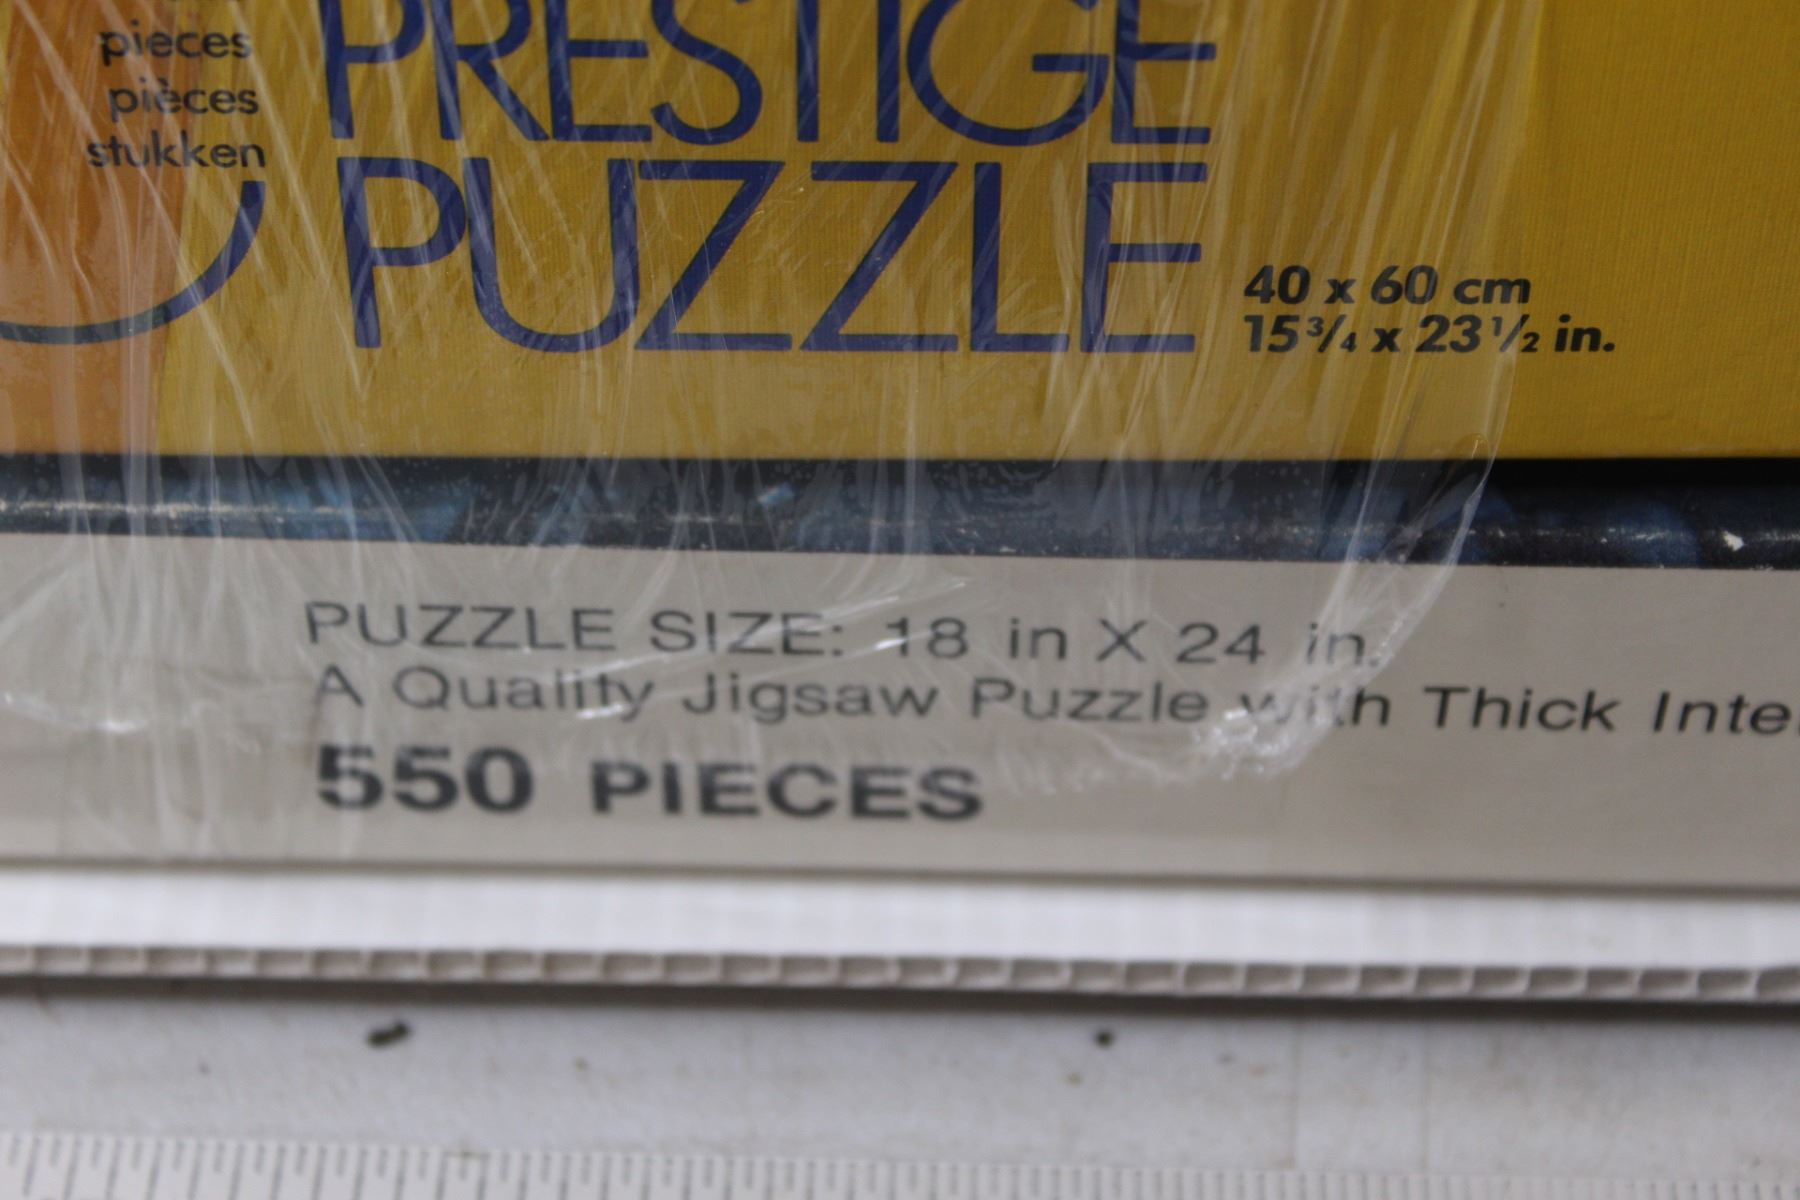 pieces
pièces
stukken
PRESTIGE
PUZZLE
40 x 60 cm
15¾ x 23½ in.
PUZZLE SIZE: 18 in X 24 in.
A Quality Jigsaw Puzzle with Thick
550 PIECES